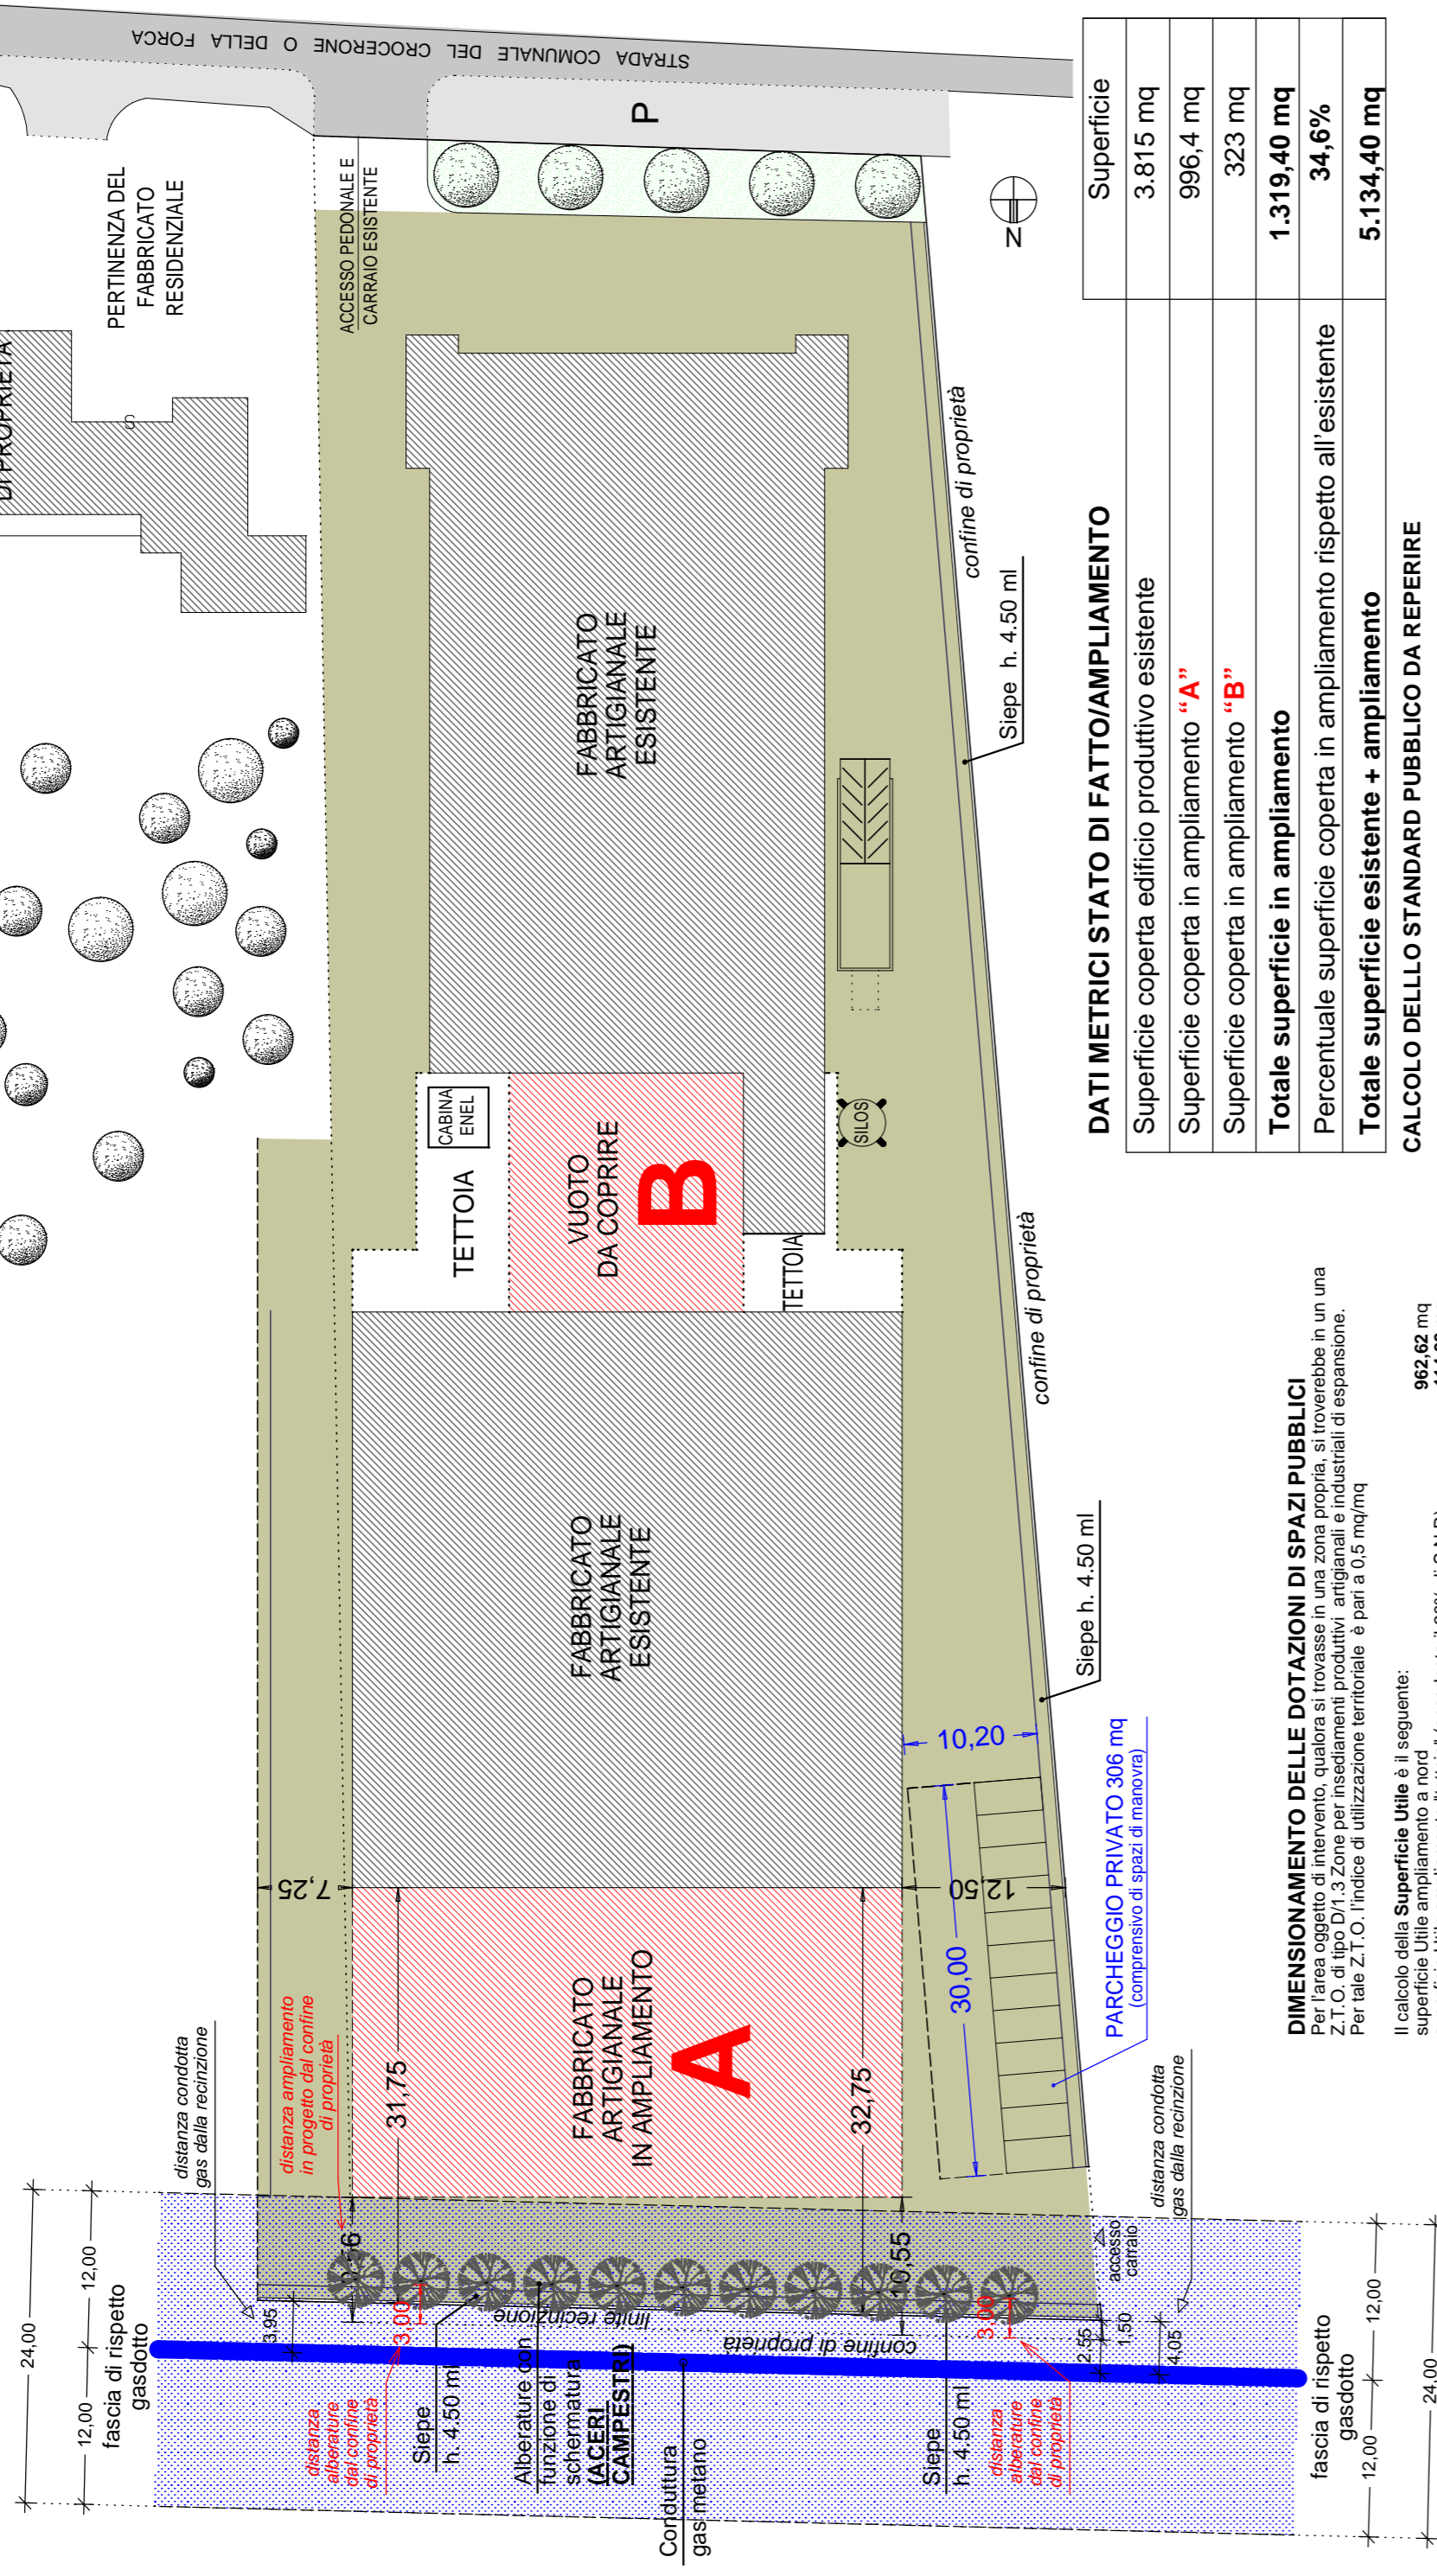 STRADA COMUNALE DEL CROCERONE O DELLA FORCA
P
DI PROPRIETA'
S
PERTINENZA DEL
FABBRICATO
RESIDENZIALE
ACCESSO PEDONALE E
CARRAIO ESISTENTE
N
FABBRICATO
ARTIGIANALE
ESISTENTE
confine di proprietà
Siepe h. 4.50 ml
CABINA
ENEL
TETTOIA
VUOTO
DA COPRIRE
B
TETTOIA
SILOS
confine di proprietà
FABBRICATO
ARTIGIANALE
ESISTENTE
Siepe h. 4.50 ml
10,20
7,25
12,50
30,00
PARCHEGGIO PRIVATO 306 mq
(comprensivo di spazi di manovra)
FABBRICATO
ARTIGIANALE
IN AMPLIAMENTO
A
31,75
32,75
distanza condotta
gas dalla recinzione
distanza ampliamento
in progetto dal confine
di proprietà
distanza condotta
gas dalla recinzione
accesso
carraio
10,55
24,00
12,00
12,00
fascia di rispetto
gasdotto
3,95
3,00
limite recinzione
confine di proprietà
3,00
2,55
1,50
4,05
distanza
alberature
dal confine
di proprietà
Siepe
h. 4.50 ml
Alberature con
funzione di
schermatura
(ACERI
CAMPESTRI)
Conduttura
gas metano
Siepe
h. 4.50 ml
distanza
alberature
dal confine
di proprietà
fascia di rispetto
gasdotto
12,00
12,00
24,00
DATI METRICI STATO DI FATTO/AMPLIAMENTO
Superficie
Superficie coperta edificio produttivo esistente 3.815 mq
Superficie coperta in ampliamento “A” 996,4 mq
Superficie coperta in ampliamento “B” 323 mq
Totale superficie in ampliamento 1.319,40 mq
Percentuale superficie coperta in ampliamento rispetto all'esistente 34,6%
Totale superficie esistente + ampliamento 5.134,40 mq
CALCOLO DELLLO STANDARD PUBBLICO DA REPERIRE
DIMENSIONAMENTO DELLE DOTAZIONI DI SPAZI PUBBLICI
Per l'area oggetto di intervento, qualora si trovasse in una zona propria, si troverebbe in un una
Z.T.O. di tipo D/1.3 Zone per insediamenti produttivi artigianali e industriali di espansione.
Per tale Z.T.O. l'indice di utilizzazione territoriale è pari a 0,5 mq/mq
Il calcolo della Superficie Utile è il seguente:
superficie Utile ampliamento a nord 962,62 mq